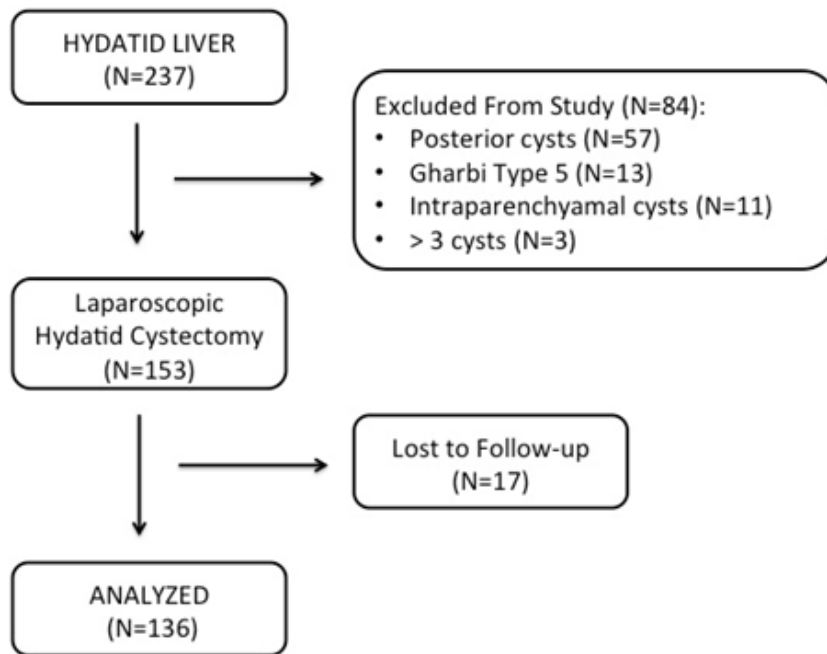 HYDATID LIVER
(N=237)
Excluded From Study (N=84):
• Posterior cysts (N=57)
• Gharbi Type 5 (N=13)
• Intraparenchyamal cysts (N=11)
• > 3 cysts (N=3)
Laparoscopic
Hydatid Cystectomy
(N=153)
Lost to Follow-up
(N=17)
ANALYZED
(N=136)